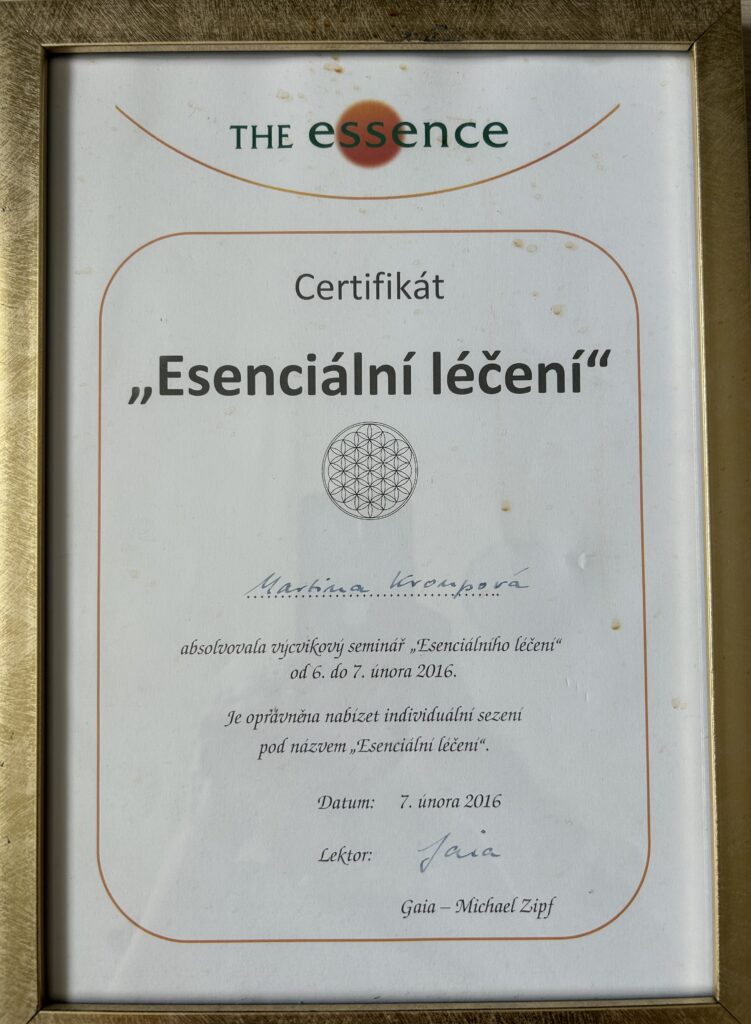 THE essence
Certifikát
„Esenciální léčení“
Martina Kroupová
absolvovala výcvikový seminář „Esenciálního léčení“
od 6. do 7. února 2016.
Je oprávněna nabízet individuální sezení
pod názvem „Esenciální léčení“.
Datum: 7. února 2016
Lektor: Gaia
Gaia – Michael Zipf